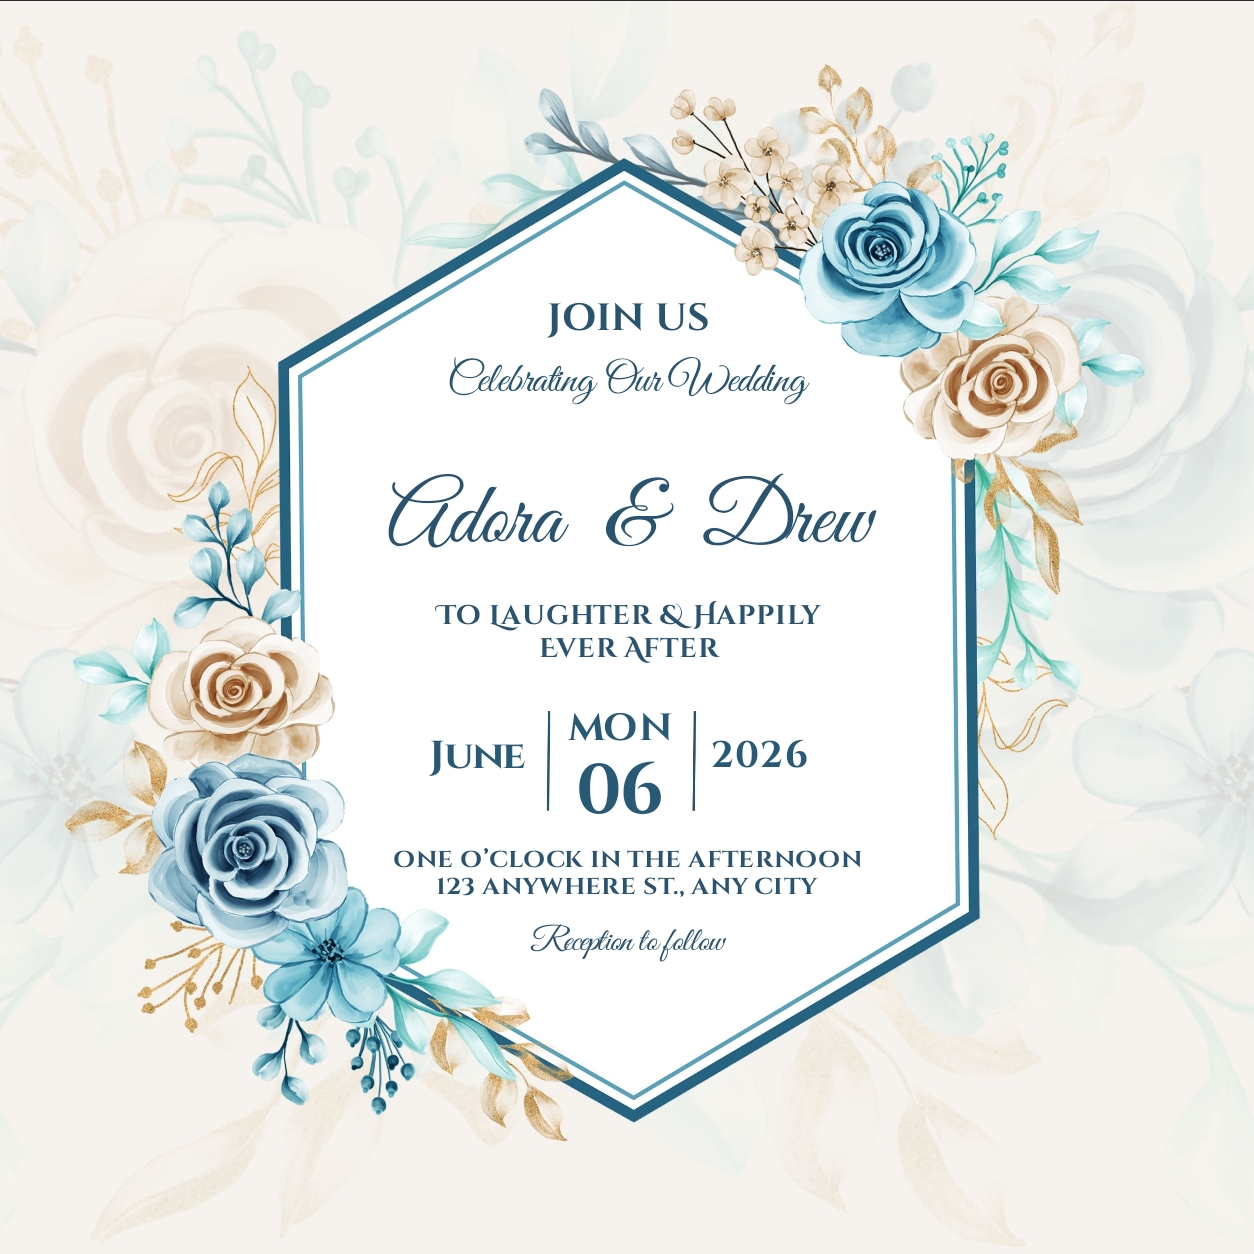 JOIN US
Celebrating Our Wedding
Adora & Drew
TO LAUGHTER & HAPPILY
EVER AFTER
JUNE
MON
06
2026
ONE O'CLOCK IN THE AFTERNOON
123 ANYWHERE ST., ANY CITY
Reception to follow